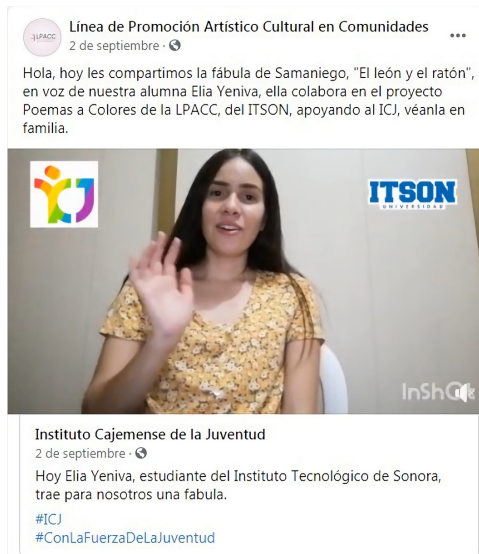 Línea de Promoción Artístico Cultural en Comunidades
LPACC
2 de septiembre ·
Hola, hoy les compartimos la fábula de Samaniego, "El león y el ratón",
en voz de nuestra alumna Elia Yeniva, ella colabora en el proyecto
Poemas a Colores de la LPACC, del ITSON, apoyando al ICJ, véanla en
familia.
ICJ
ITSON
UNIVERSIDAD
InShOt
Instituto Cajemense de la Juventud
2 de septiembre ·
Hoy Elia Yeniva, estudiante del Instituto Tecnológico de Sonora,
trae para nosotros una fabula.
#ICJ
#ConLaFuerzaDeLaJuventud